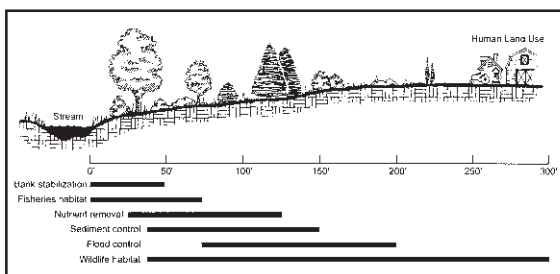 Human Land Use
Stream
0' 50' 100' 150' 200' 250' 300'
Bank stabilization
Fisheries habitat
Nutrient removal
Sediment control
Flood control
Wildlife Habitat